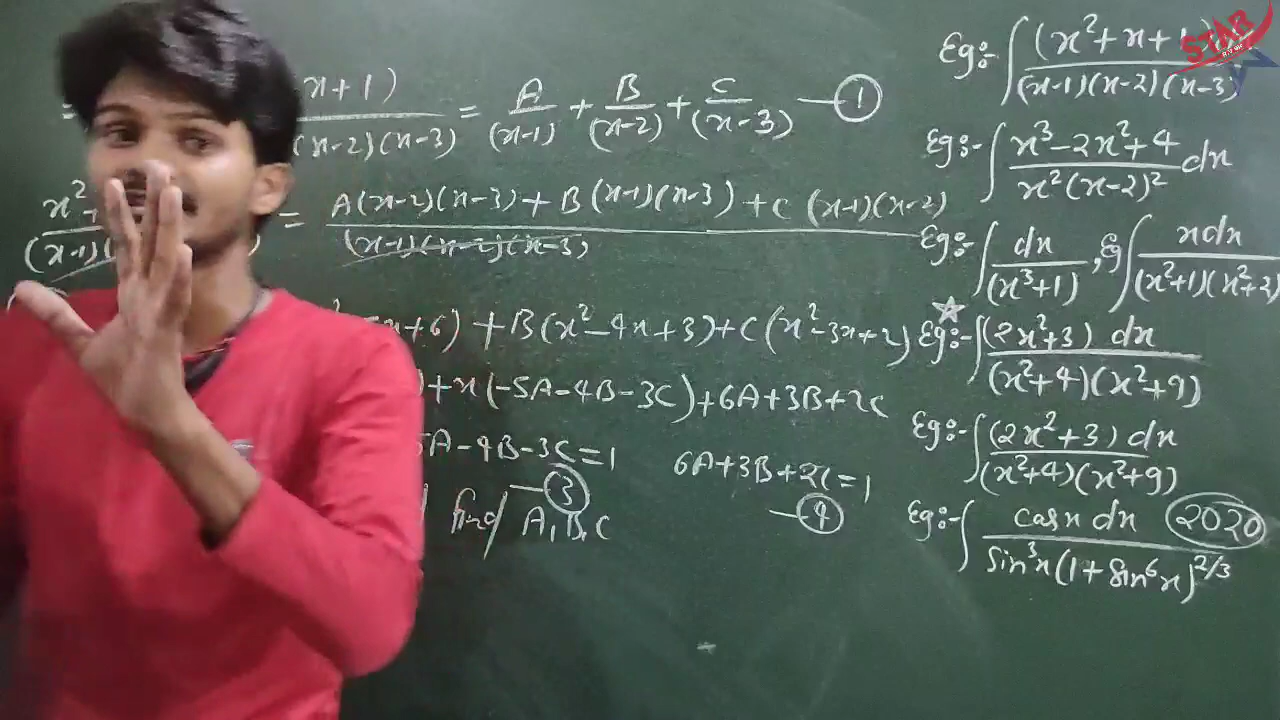 x+1)/(x-2)(x-3) = A/(x-1) + B/(x-2) + C/(x-3) — ①
x²+/(x-1)( = A(x-2)(x-3) + B(x-1)(x-3) + C(x-1)(x-2)/(x-1)(x-2)(x-3)
x+6) + B(x²-4x+3) + C(x²-3x+2)
) + x(-5A-4B-3C) + 6A+3B+2C
5A-4B-3C=1 — ③ 6A+3B+2C=1 — ④
find A, B, C
Eg:- ∫(x²+x+1)/(x-1)(x-2)(x-3)
Eg:- ∫ x³-2x²+4/x²(x-2)² dx
Eg:- ∫ dx/(x³+1), Eg ∫ xdx/(x²+1)(x²+2)
☆ Eg:- ∫(2x²+3) dx/(x²+4)(x²+9)
Eg:- ∫(2x²+3) dx/(x²+4)(x²+9)
Eg:- ∫ cosx dx/sin³x(1+sin⁶x)^2/3 2020
STAR